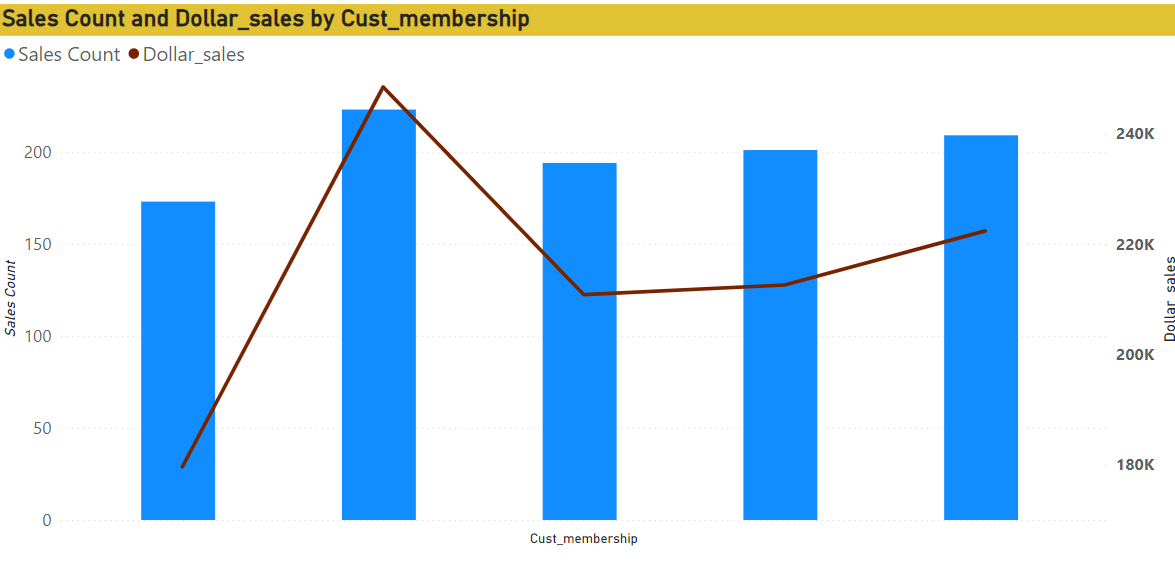 Sales Count and Dollar_sales by Cust_membership
Sales Count Dollar_sales
Sales Count
200
150
100
50
0
240K
220K
200K
180K
Dollar_sales
Cust_membership